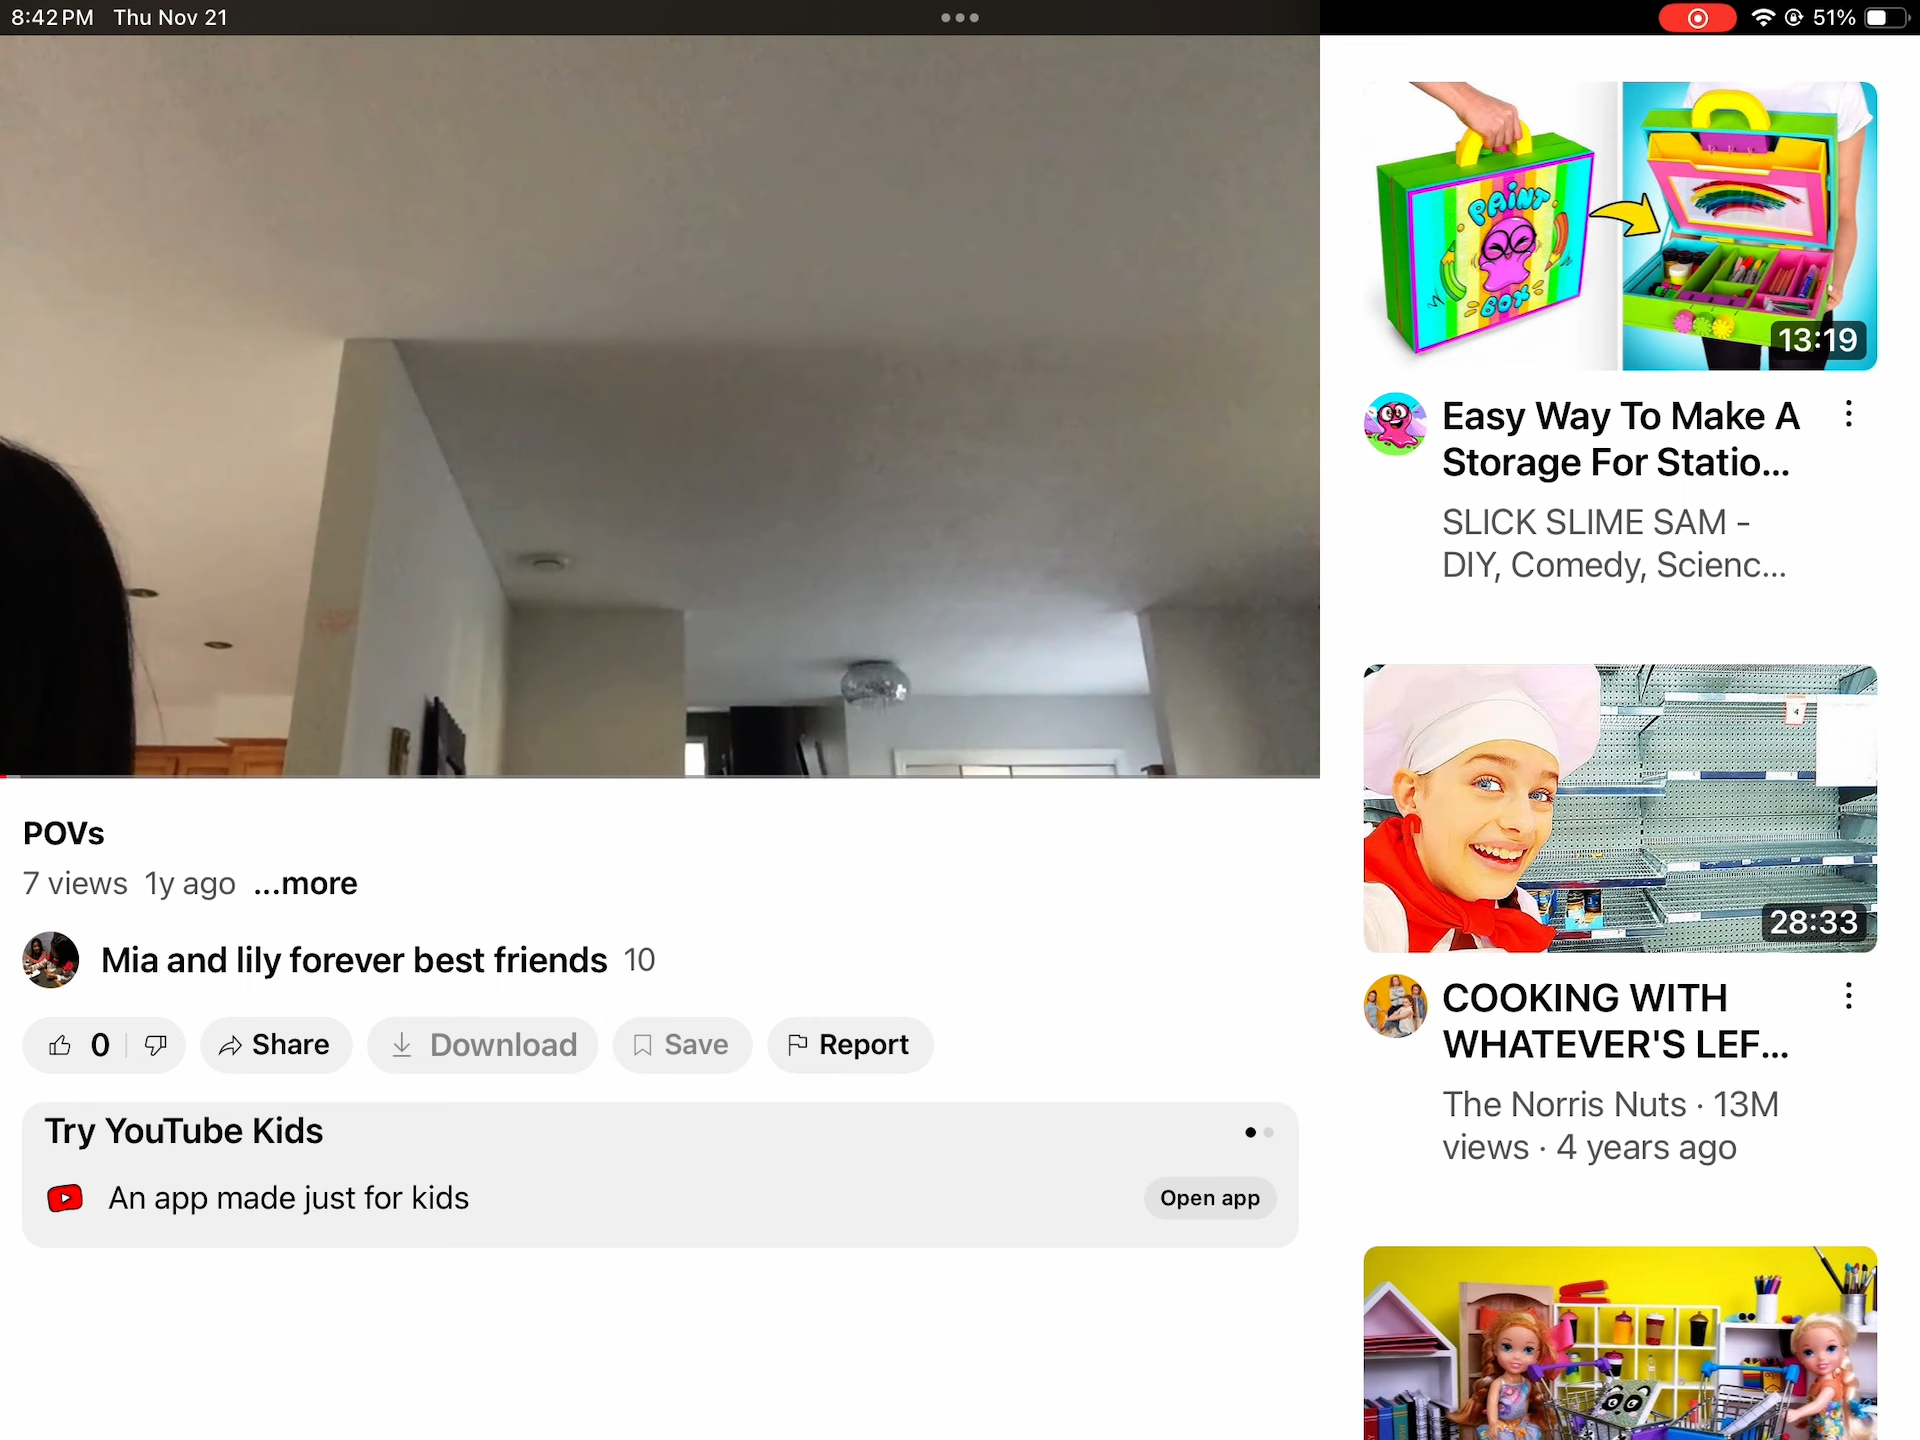 8:42 PM Thu Nov 21
51%
PAINT
BOX
13:19
Easy Way To Make A
Storage For Statio...
SLICK SLIME SAM -
DIY, Comedy, Scienc...
28:33
COOKING WITH
WHATEVER'S LEF...
The Norris Nuts · 13M
views · 4 years ago
POVs
7 views 1y ago ...more
Mia and lily forever best friends 10
0
Share
Download
Save
Report
Try YouTube Kids
An app made just for kids
Open app